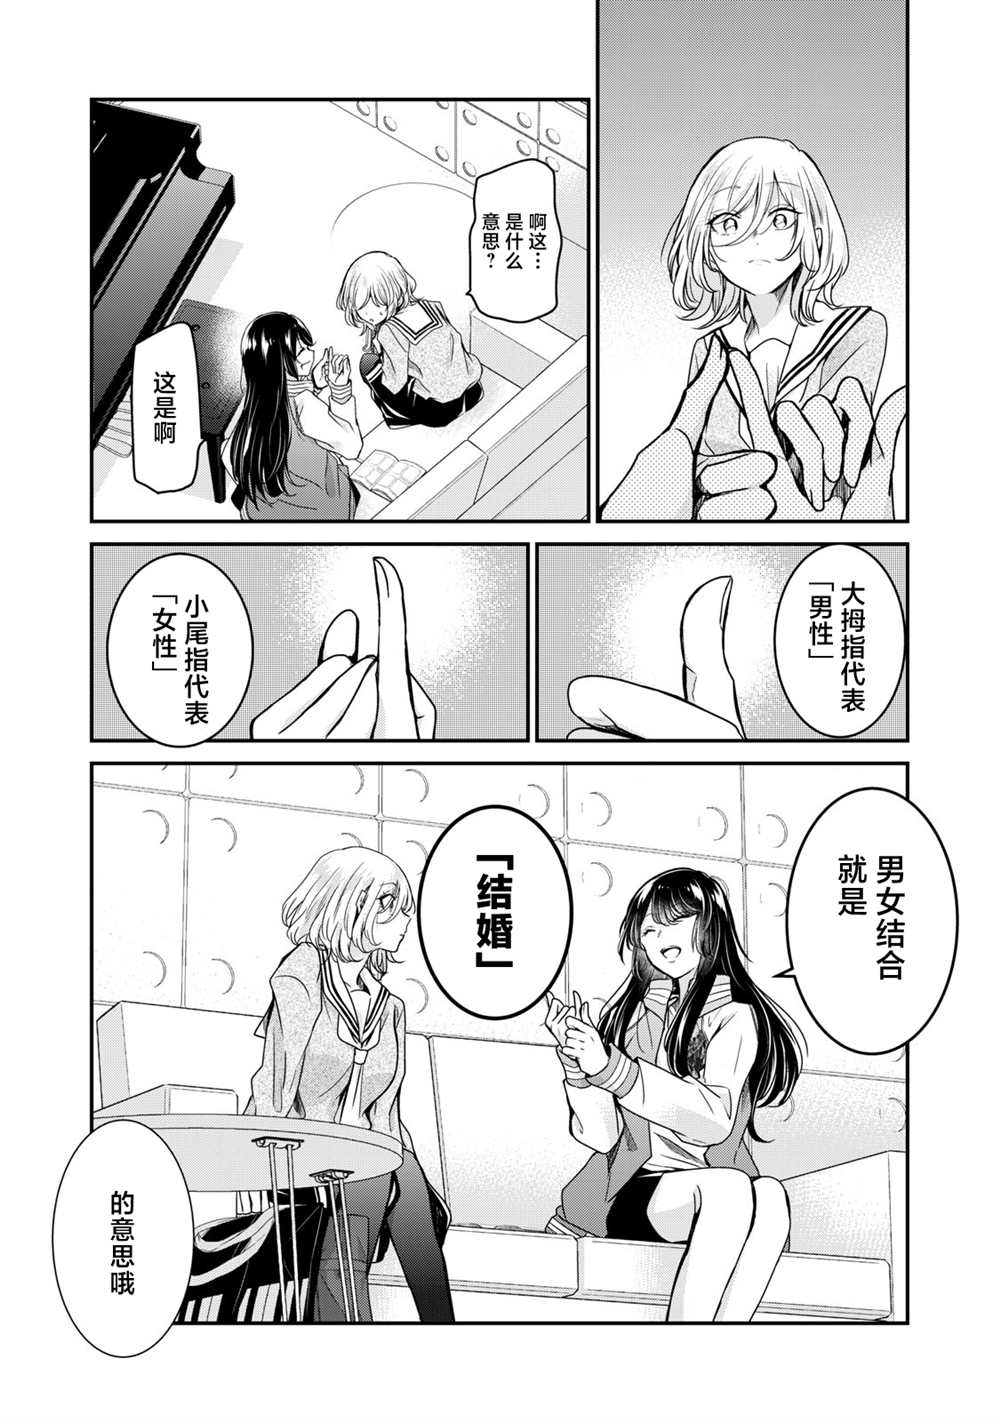 啊这…
是什么
意思?
这是啊
大拇指代表
「男性」
小尾指代表
「女性」
男女结合
就是
「结婚」
的意思哦